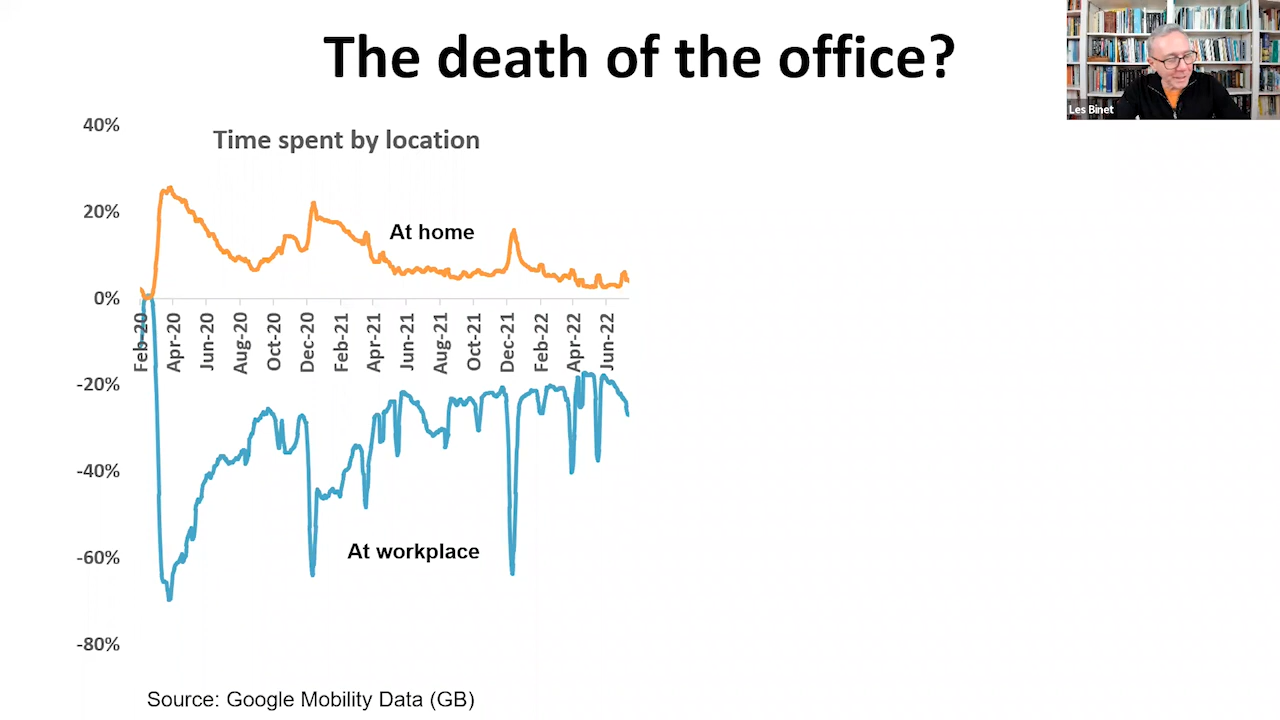 The death of the office?
Les Binet
Time spent by location
40%
20%
0%
-20%
-40%
-60%
-80%
At home
Feb-20
Apr-20
Jun-20
Aug-20
Oct-20
Dec-20
Feb-21
Apr-21
Jun-21
Aug-21
Oct-21
Dec-21
Feb-22
Apr-22
Jun-22
At workplace
Source: Google Mobility Data (GB)